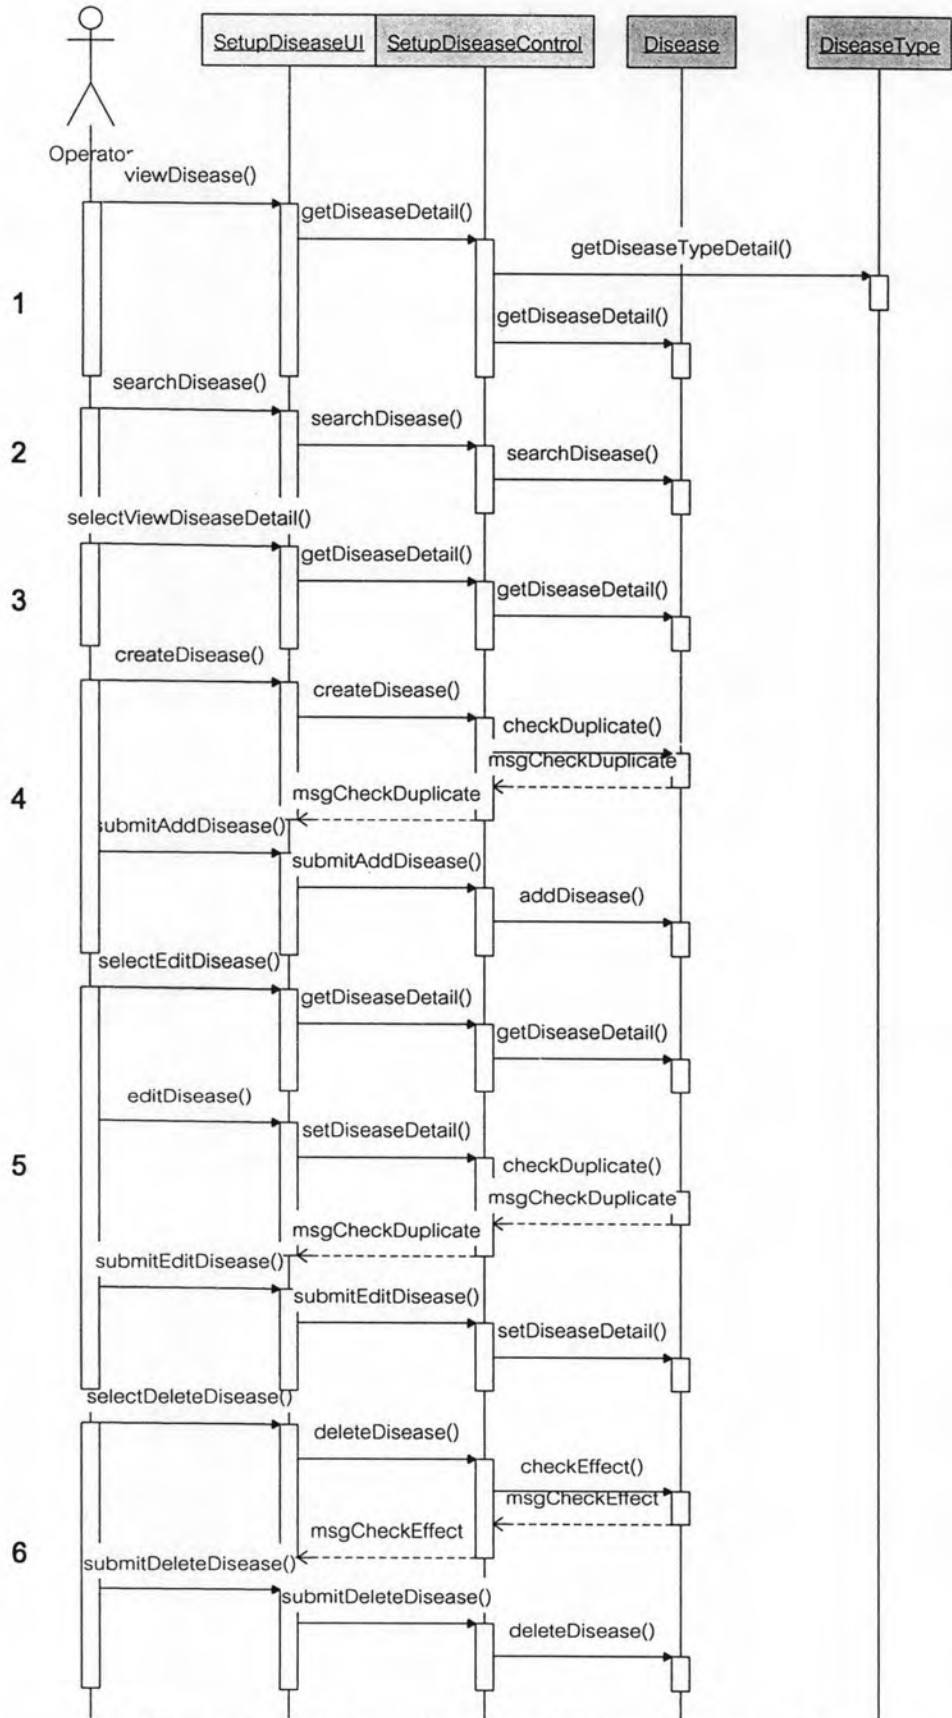 SetupDiseaseUI
SetupDiseaseControl
Disease
DiseaseType
Operator
viewDisease()
getDiseaseDetail()
getDiseaseTypeDetail()
1
getDiseaseDetail()
searchDisease()
searchDisease()
2
searchDisease()
selectViewDiseaseDetail()
getDiseaseDetail()
3
getDiseaseDetail()
createDisease()
createDisease()
checkDuplicate()
msgCheckDuplicate
4
msgCheckDuplicate
submitAddDisease()
submitAddDisease()
addDisease()
selectEditDisease()
getDiseaseDetail()
getDiseaseDetail()
editDisease()
setDiseaseDetail()
5
checkDuplicate()
msgCheckDuplicate
msgCheckDuplicate
submitEditDisease()
submitEditDisease()
setDiseaseDetail()
selectDeleteDisease()
deleteDisease()
checkEffect()
msgCheckEffect
msgCheckEffect
6
submitDeleteDisease()
submitDeleteDisease()
deleteDisease()